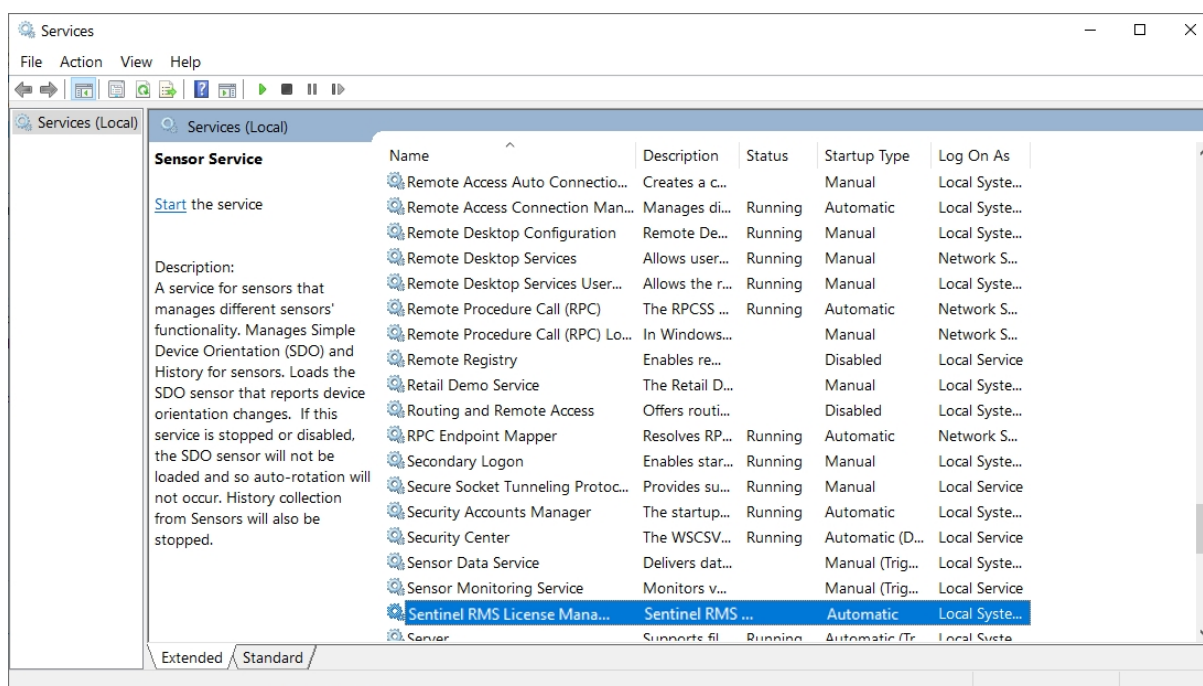 Services
File Action View Help
Services (Local)
Services (Local)
Sensor Service
Start the service
Description:
A service for sensors that
manages different sensors'
functionality. Manages Simple
Device Orientation (SDO) and
History for sensors. Loads the
SDO sensor that reports device
orientation changes. If this
service is stopped or disabled,
the SDO sensor will not be
loaded and so auto-rotation will
not occur. History collection
from Sensors will also be
stopped.
Name Description Status Startup Type Log On As
Remote Access Auto Connectio... Creates a c... Manual Local Syste...
Remote Access Connection Man... Manages di... Running Automatic Local Syste...
Remote Desktop Configuration Remote De... Running Manual Local Syste...
Remote Desktop Services Allows user... Running Manual Network S...
Remote Desktop Services User... Allows the r... Running Manual Local Syste...
Remote Procedure Call (RPC) The RPCSS ... Running Automatic Network S...
Remote Procedure Call (RPC) Lo... In Windows... Manual Network S...
Remote Registry Enables re... Disabled Local Service
Retail Demo Service The Retail D... Manual Local Syste...
Routing and Remote Access Offers routi... Disabled Local Syste...
RPC Endpoint Mapper Resolves RP... Running Automatic Network S...
Secondary Logon Enables star... Running Manual Local Syste...
Secure Socket Tunneling Protoc... Provides su... Running Manual Local Service
Security Accounts Manager The startup... Running Automatic Local Syste...
Security Center The WSCSV... Running Automatic (D... Local Service
Sensor Data Service Delivers dat... Manual (Trig... Local Syste...
Sensor Monitoring Service Monitors v... Manual (Trig... Local Service
Sentinel RMS License Mana... Sentinel RMS ... Automatic Local Syste...
Server Supports fil Running Automatic (Tr Local Syste
Extended Standard